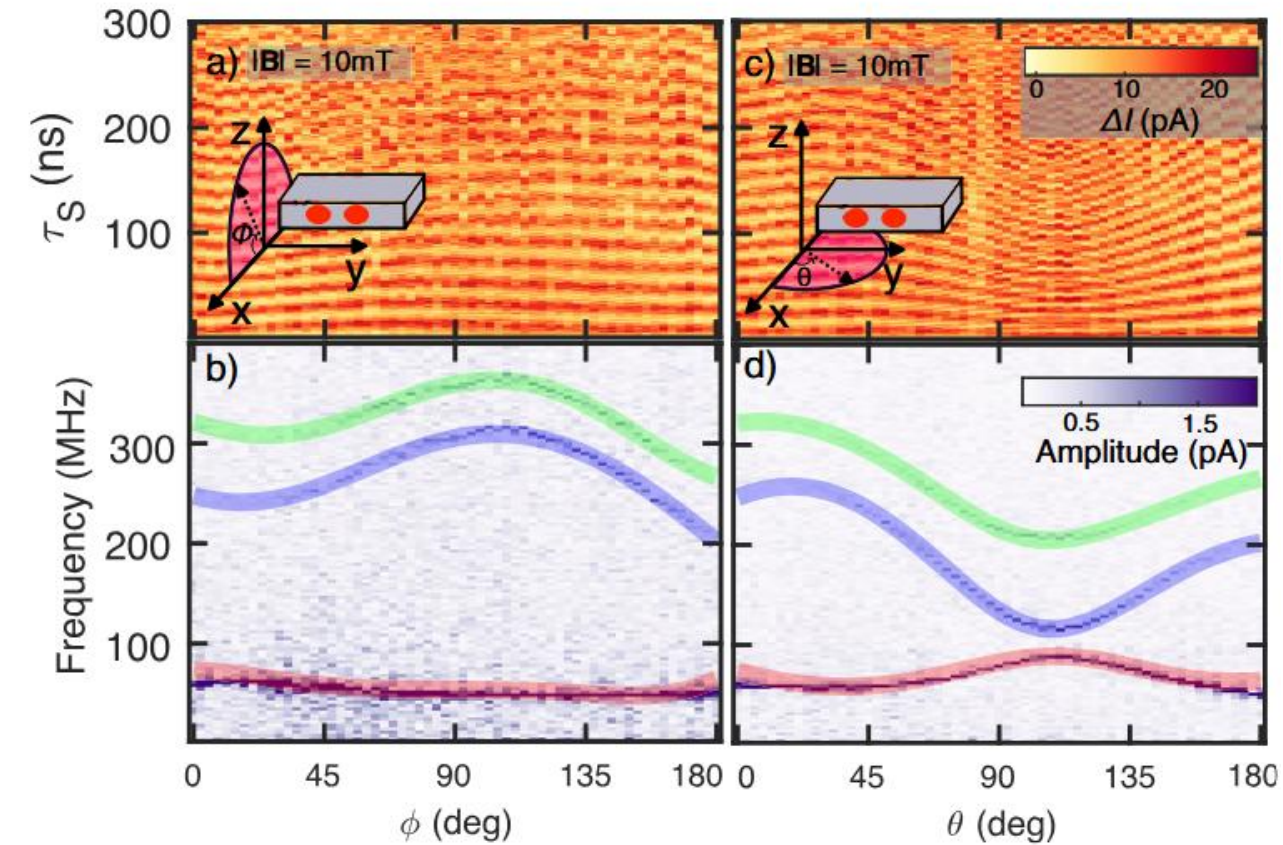 a) |B| = 10mT
c) |B| = 10mT
0 10 20
ΔI (pA)
300
200
100
τS (ns)
z
ϕ
y
x
z
θ
y
x
b)
d)
0.5 1.5
Amplitude (pA)
300
200
100
Frequency (MHz)
0 45 90 135 180
0 45 90 135 180
ϕ (deg)
θ (deg)